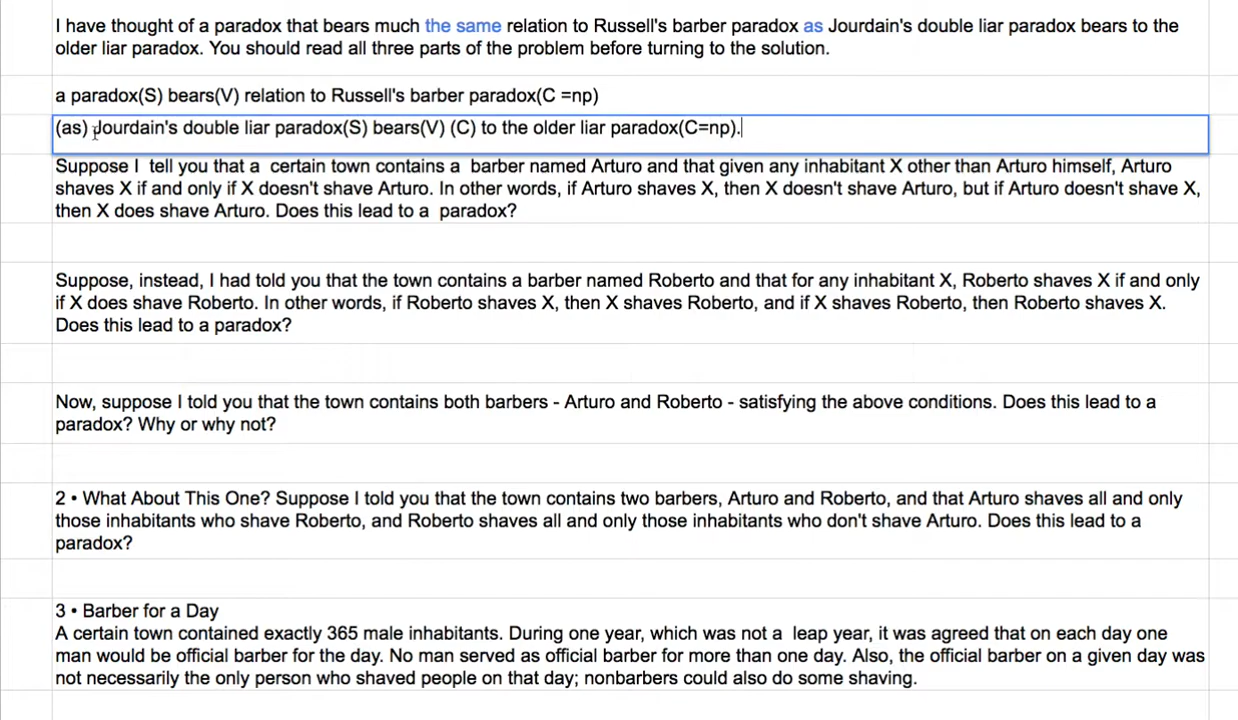 I have thought of a paradox that bears much the same relation to Russell's barber paradox as Jourdain's double liar paradox bears to the
older liar paradox. You should read all three parts of the problem before turning to the solution.
a paradox(S) bears(V) relation to Russell's barber paradox(C =np)
(as) Jourdain's double liar paradox(S) bears(V) (C) to the older liar paradox(C=np).
Suppose I  tell you that a  certain town contains a  barber named Arturo and that given any inhabitant X other than Arturo himself, Arturo
shaves X if and only if X doesn't shave Arturo. In other words, if Arturo shaves X, then X doesn't shave Arturo, but if Arturo doesn't shave X,
then X does shave Arturo. Does this lead to a  paradox?
Suppose, instead, I had told you that the town contains a barber named Roberto and that for any inhabitant X, Roberto shaves X if and only
if X does shave Roberto. In other words, if Roberto shaves X, then X shaves Roberto, and if X shaves Roberto, then Roberto shaves X.
Does this lead to a paradox?
Now, suppose I told you that the town contains both barbers - Arturo and Roberto - satisfying the above conditions. Does this lead to a
paradox? Why or why not?
2 • What About This One? Suppose I told you that the town contains two barbers, Arturo and Roberto, and that Arturo shaves all and only
those inhabitants who shave Roberto, and Roberto shaves all and only those inhabitants who don't shave Arturo. Does this lead to a
paradox?
3 • Barber for a Day
A certain town contained exactly 365 male inhabitants. During one year, which was not a  leap year, it was agreed that on each day one
man would be official barber for the day. No man served as official barber for more than one day. Also, the official barber on a given day was
not necessarily the only person who shaved people on that day; nonbarbers could also do some shaving.